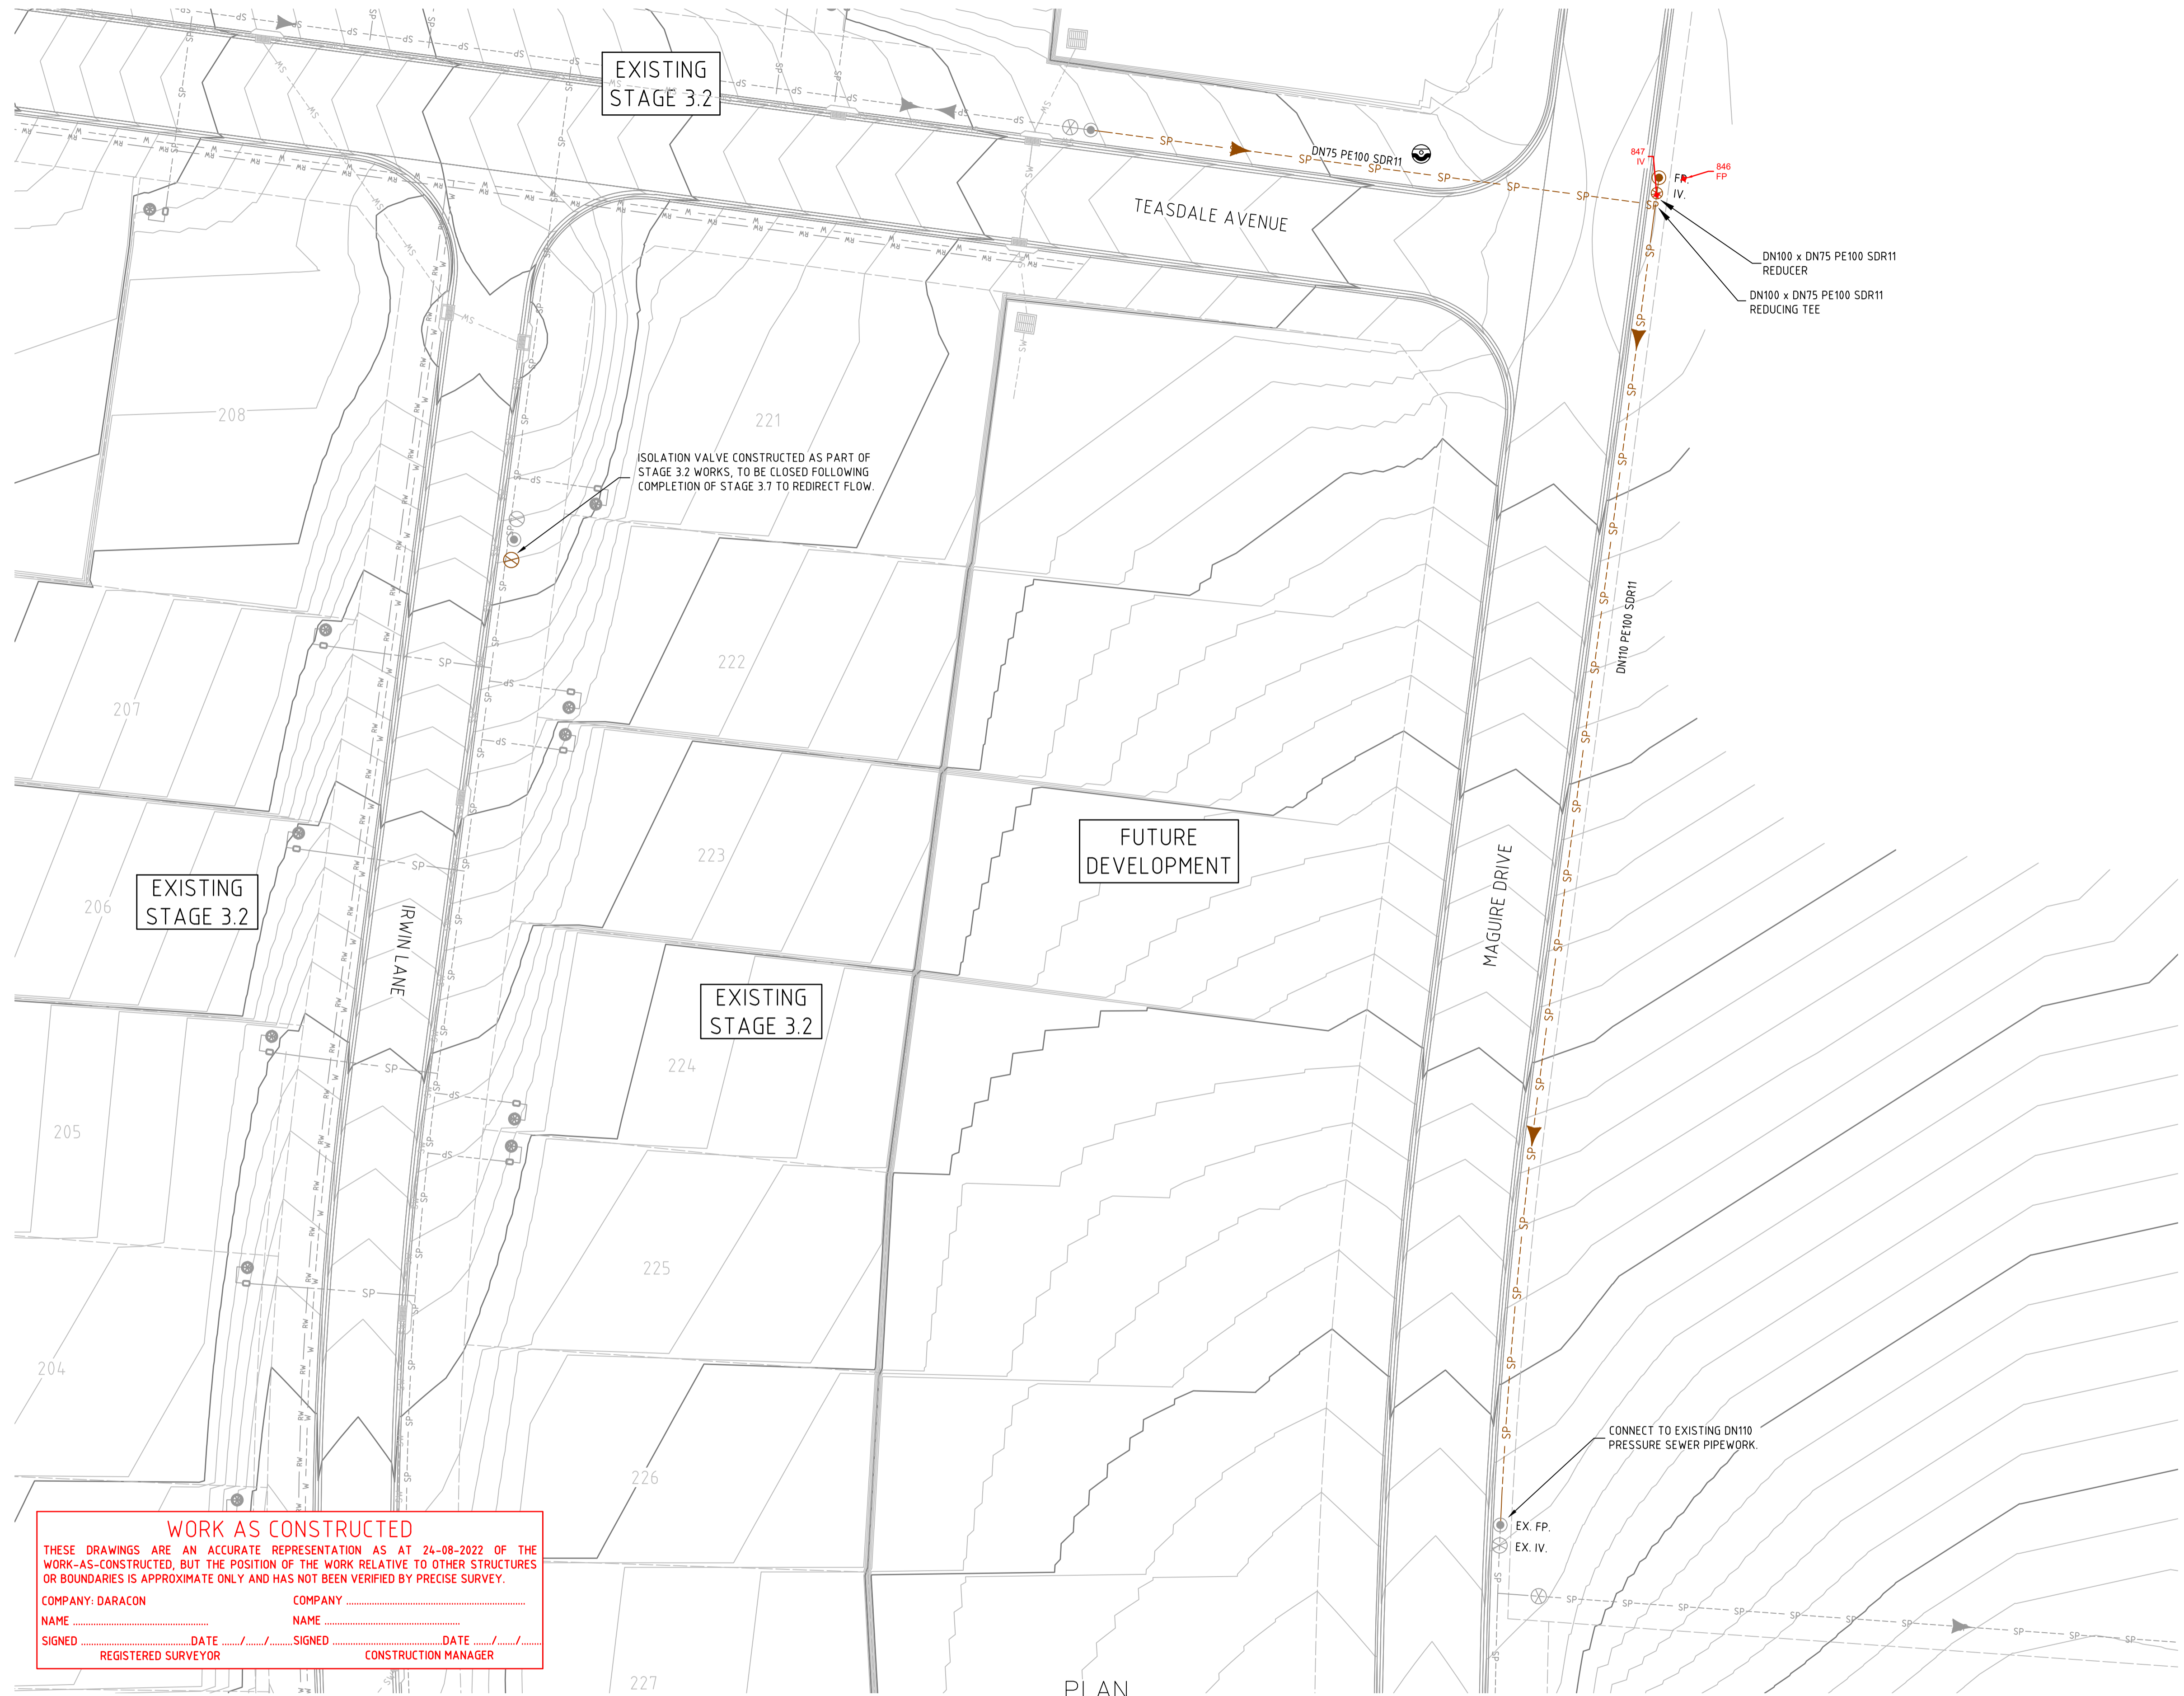 EXISTING
STAGE 3.2
DN75 PE100 SDR11
TEASDALE AVENUE
847
IV
846
FP
FP.
IV.
DN100 x DN75 PE100 SDR11
REDUCER
DN100 x DN75 PE100 SDR11
REDUCING TEE
208
221
ISOLATION VALVE CONSTRUCTED AS PART OF
STAGE 3.2 WORKS, TO BE CLOSED FOLLOWING
COMPLETION OF STAGE 3.7 TO REDIRECT FLOW.
DN110 PE100 SDR11
222
207
FUTURE
DEVELOPMENT
223
EXISTING
STAGE 3.2
206
IRWIN LANE
MAGUIRE DRIVE
EXISTING
STAGE 3.2
224
205
225
204
226
CONNECT TO EXISTING DN110
PRESSURE SEWER PIPEWORK.
EX. FP.
EX. IV.
WORK AS CONSTRUCTED
THESE DRAWINGS ARE AN ACCURATE REPRESENTATION AS AT 24-08-2022 OF THE
WORK-AS-CONSTRUCTED, BUT THE POSITION OF THE WORK RELATIVE TO OTHER STRUCTURES
OR BOUNDARIES IS APPROXIMATE ONLY AND HAS NOT BEEN VERIFIED BY PRECISE SURVEY.
COMPANY: DARACON COMPANY
NAME NAME
SIGNED DATE ....../....../...... SIGNED DATE ....../....../......
REGISTERED SURVEYOR CONSTRUCTION MANAGER
227
PLAN
SP
SW
RW
W